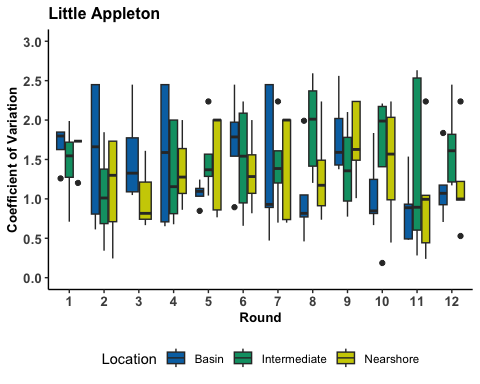 Little Appleton
Coefficient of Variation
3.0
2.5
2.0
1.5
1.0
0.5
0.0
1 2 3 4 5 6 7 8 9 10 11 12
Round
Location Basin Intermediate Nearshore